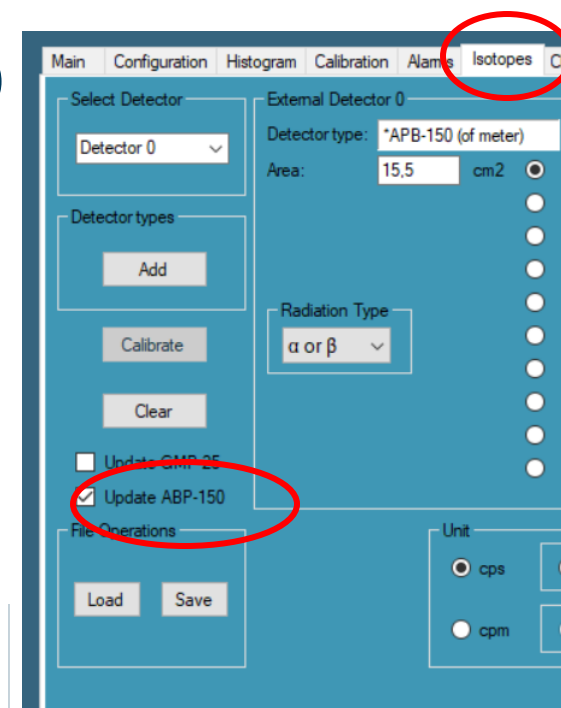 Main Configuration Histogram Calibration Alarms Isotopes C
Select Detector
Detector 0
Detector types
Add
Calibrate
Clear
Update GMP-25
Update ABP-150
File Operations
Load Save
External Detector 0
Detector type: *APB-150 (of meter)
Area: 15,5 cm2
Radiation Type
α or β
Unit
cps
cpm